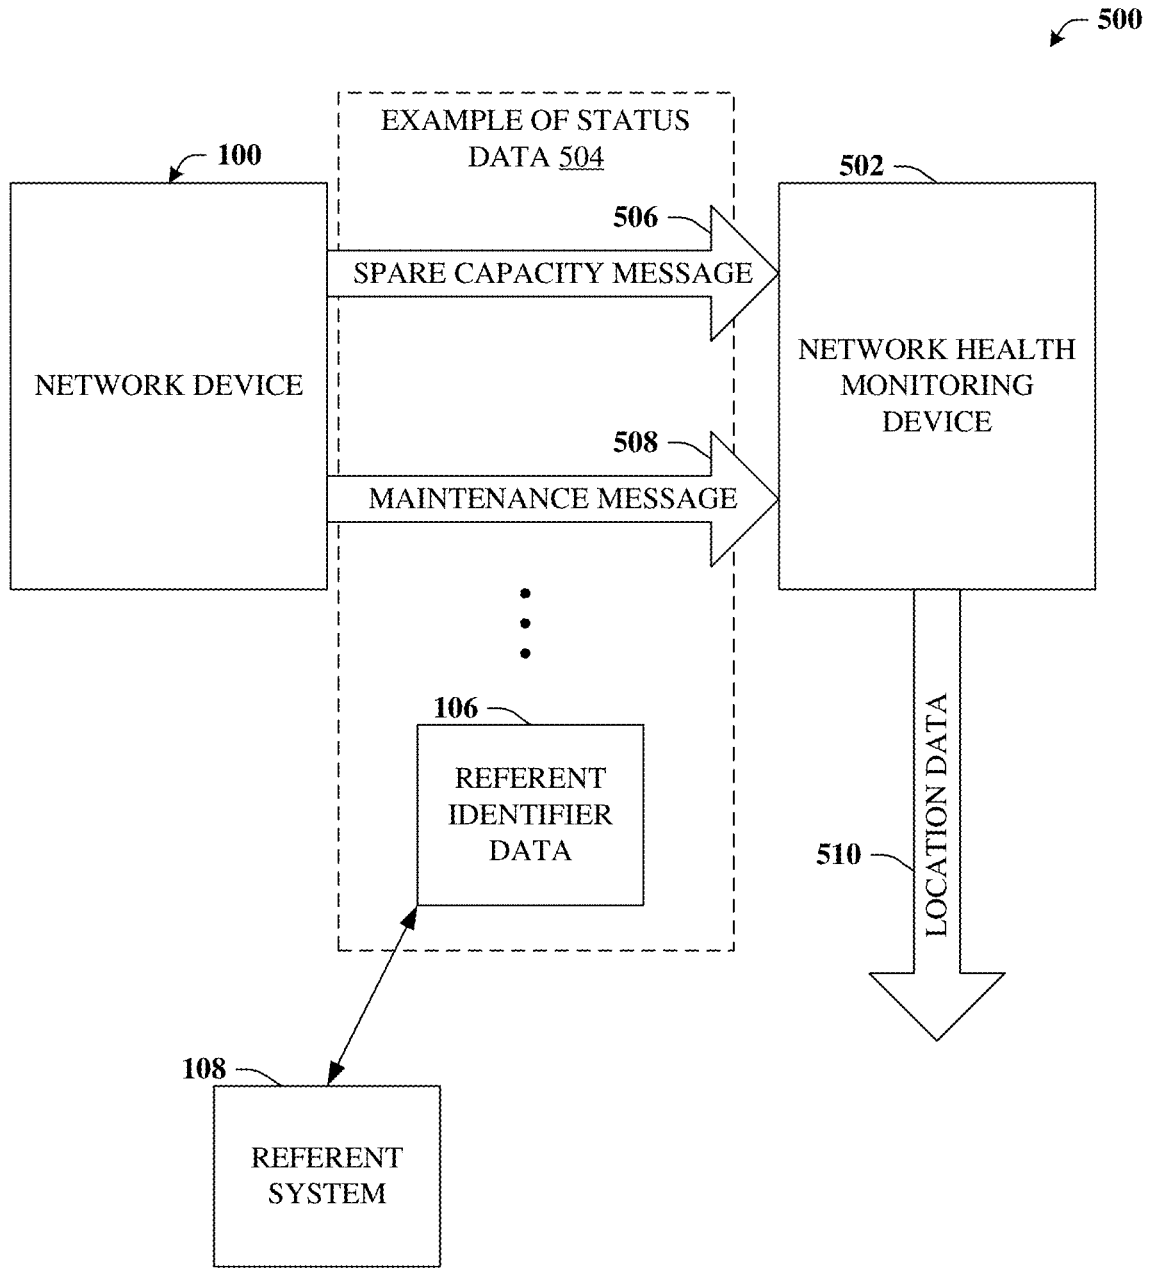 500
EXAMPLE OF STATUS
DATA 504
100
502
506
SPARE CAPACITY MESSAGE
NETWORK DEVICE
NETWORK HEALTH
MONITORING
DEVICE
508
MAINTENANCE MESSAGE
106
REFERENT
IDENTIFIER
DATA
510
LOCATION DATA
108
REFERENT
SYSTEM